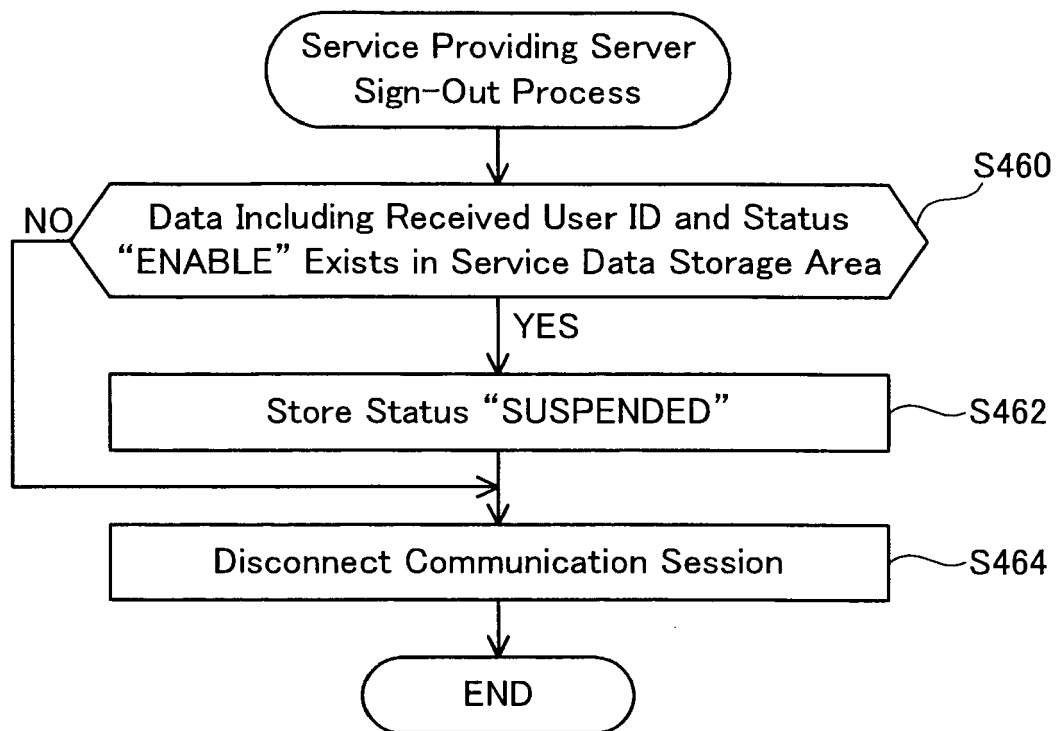 Service Providing Server
Sign-Out Process
S460
NO
Data Including Received User ID and Status
“ENABLE” Exists in Service Data Storage Area
YES
Store Status “SUSPENDED”
S462
Disconnect Communication Session
S464
END